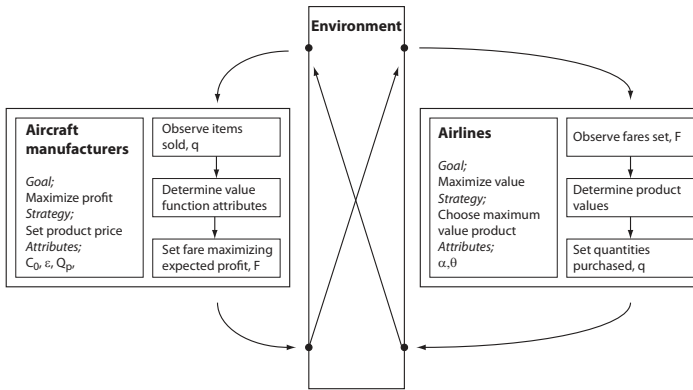 Environment
Aircraft
manufacturers
Goal;
Maximize profit
Strategy;
Set product price
Attributes;
C₀, ε, Qₚ,
Observe items
sold, q
Determine value
function attributes
Set fare maximizing
expected profit, F
Airlines
Goal;
Maximize value
Strategy;
Choose maximum
value product
Attributes;
α,θ
Observe fares set, F
Determine product
values
Set quantities
purchased, q